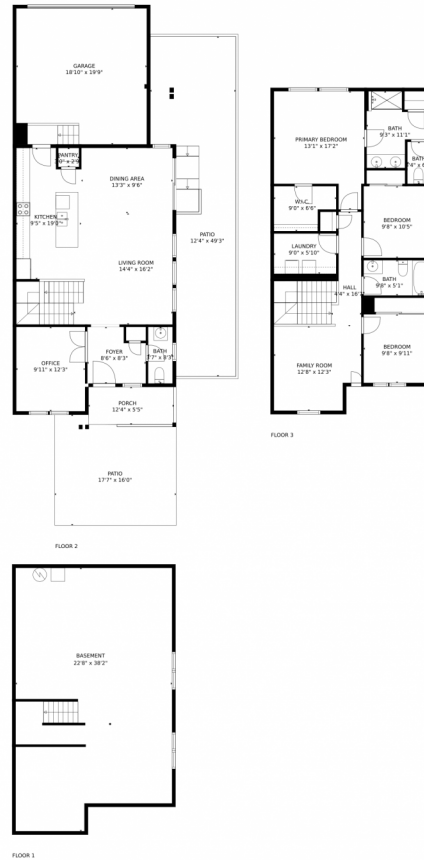 GARAGE
18'10" x 19'9"
PANTRY
DINING AREA
13'3" x 9'6"
KITCHEN
LIVING ROOM
14'4" x 16'2"
PATIO
12'4" x 49'3"
OFFICE
9'11" x 12'3"
FOYER
8'6" x 8'3"
BATH
PORCH
12'4" x 5'5"
PATIO
17'7" x 16'0"
FLOOR 2
PRIMARY BEDROOM
13'1" x 17'2"
BATH
9'3" x 11'1"
BATH
W.I.C.
9'0" x 6'6"
BEDROOM
9'8" x 10'5"
LAUNDRY
9'0" x 5'10"
BATH
9'8" x 5'1"
HALL
BEDROOM
9'8" x 9'11"
FAMILY ROOM
12'8" x 12'3"
FLOOR 3
BASEMENT
22'8" x 38'2"
FLOOR 1